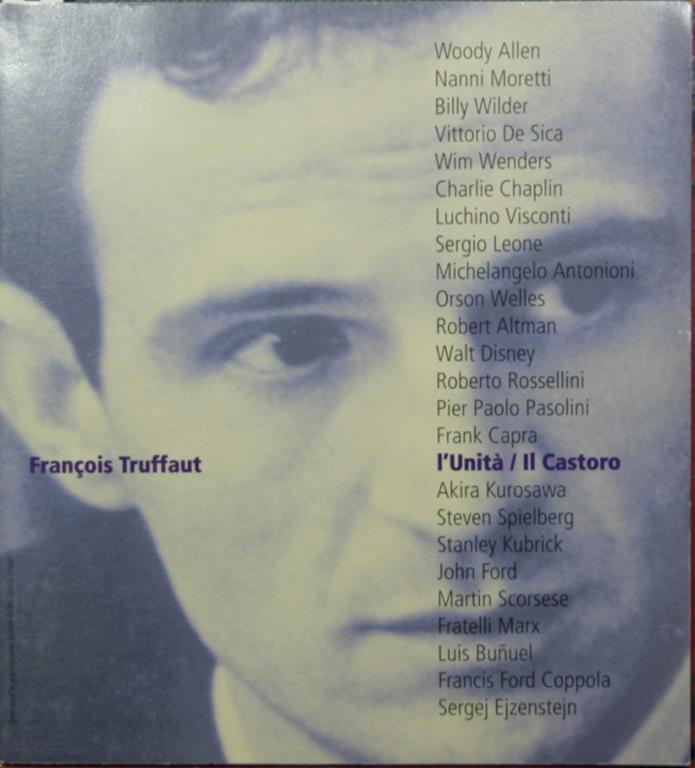 Woody Allen
Nanni Moretti
Billy Wilder
Vittorio De Sica
Wim Wenders
Charlie Chaplin
Luchino Visconti
Sergio Leone
Michelangelo Antonioni
Orson Welles
Robert Altman
Walt Disney
Roberto Rossellini
Pier Paolo Pasolini
Frank Capra
François Truffaut l'Unità / Il Castoro
Akira Kurosawa
Steven Spielberg
Stanley Kubrick
John Ford
Martin Scorsese
Fratelli Marx
Luis Buñuel
Francis Ford Coppola
Sergej Ejzenstejn